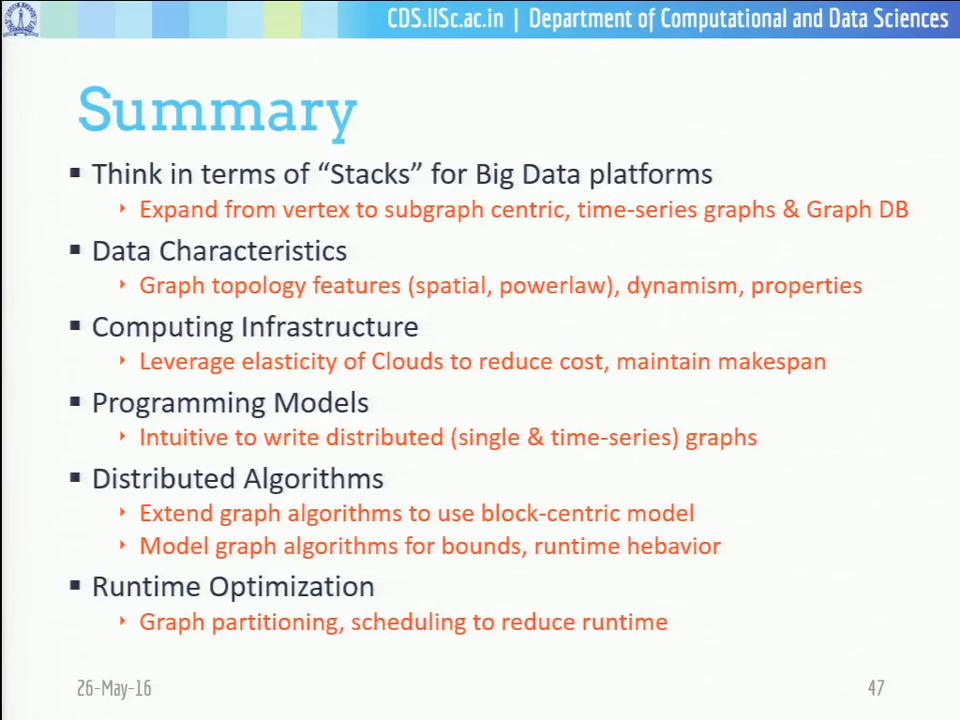 CDS.IISc.ac.in | Department of Computational and Data Sciences
Summary
▪ Think in terms of “Stacks” for Big Data platforms
‣ Expand from vertex to subgraph centric, time-series graphs & Graph DB
▪ Data Characteristics
‣ Graph topology features (spatial, powerlaw), dynamism, properties
▪ Computing Infrastructure
‣ Leverage elasticity of Clouds to reduce cost, maintain makespan
▪ Programming Models
‣ Intuitive to write distributed (single & time-series) graphs
▪ Distributed Algorithms
‣ Extend graph algorithms to use block-centric model
‣ Model graph algorithms for bounds, runtime hebavior
▪ Runtime Optimization
‣ Graph partitioning, scheduling to reduce runtime
26-May-16
47